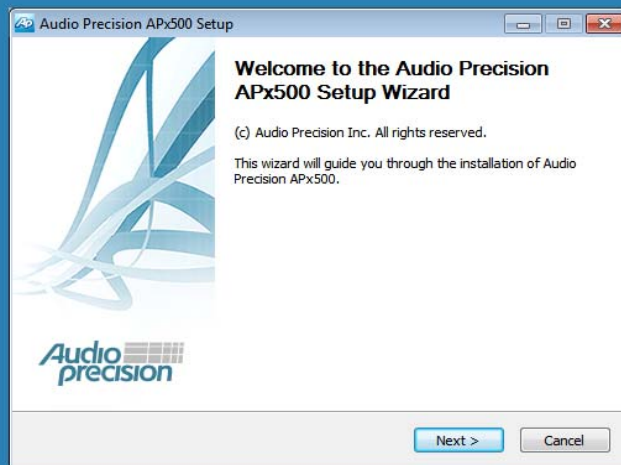 Ap Audio Precision APx500 Setup
Welcome to the Audio Precision
APx500 Setup Wizard
(c) Audio Precision Inc. All rights reserved.
This wizard will guide you through the installation of Audio
Precision APx500.
Audio
precision
Next >
Cancel